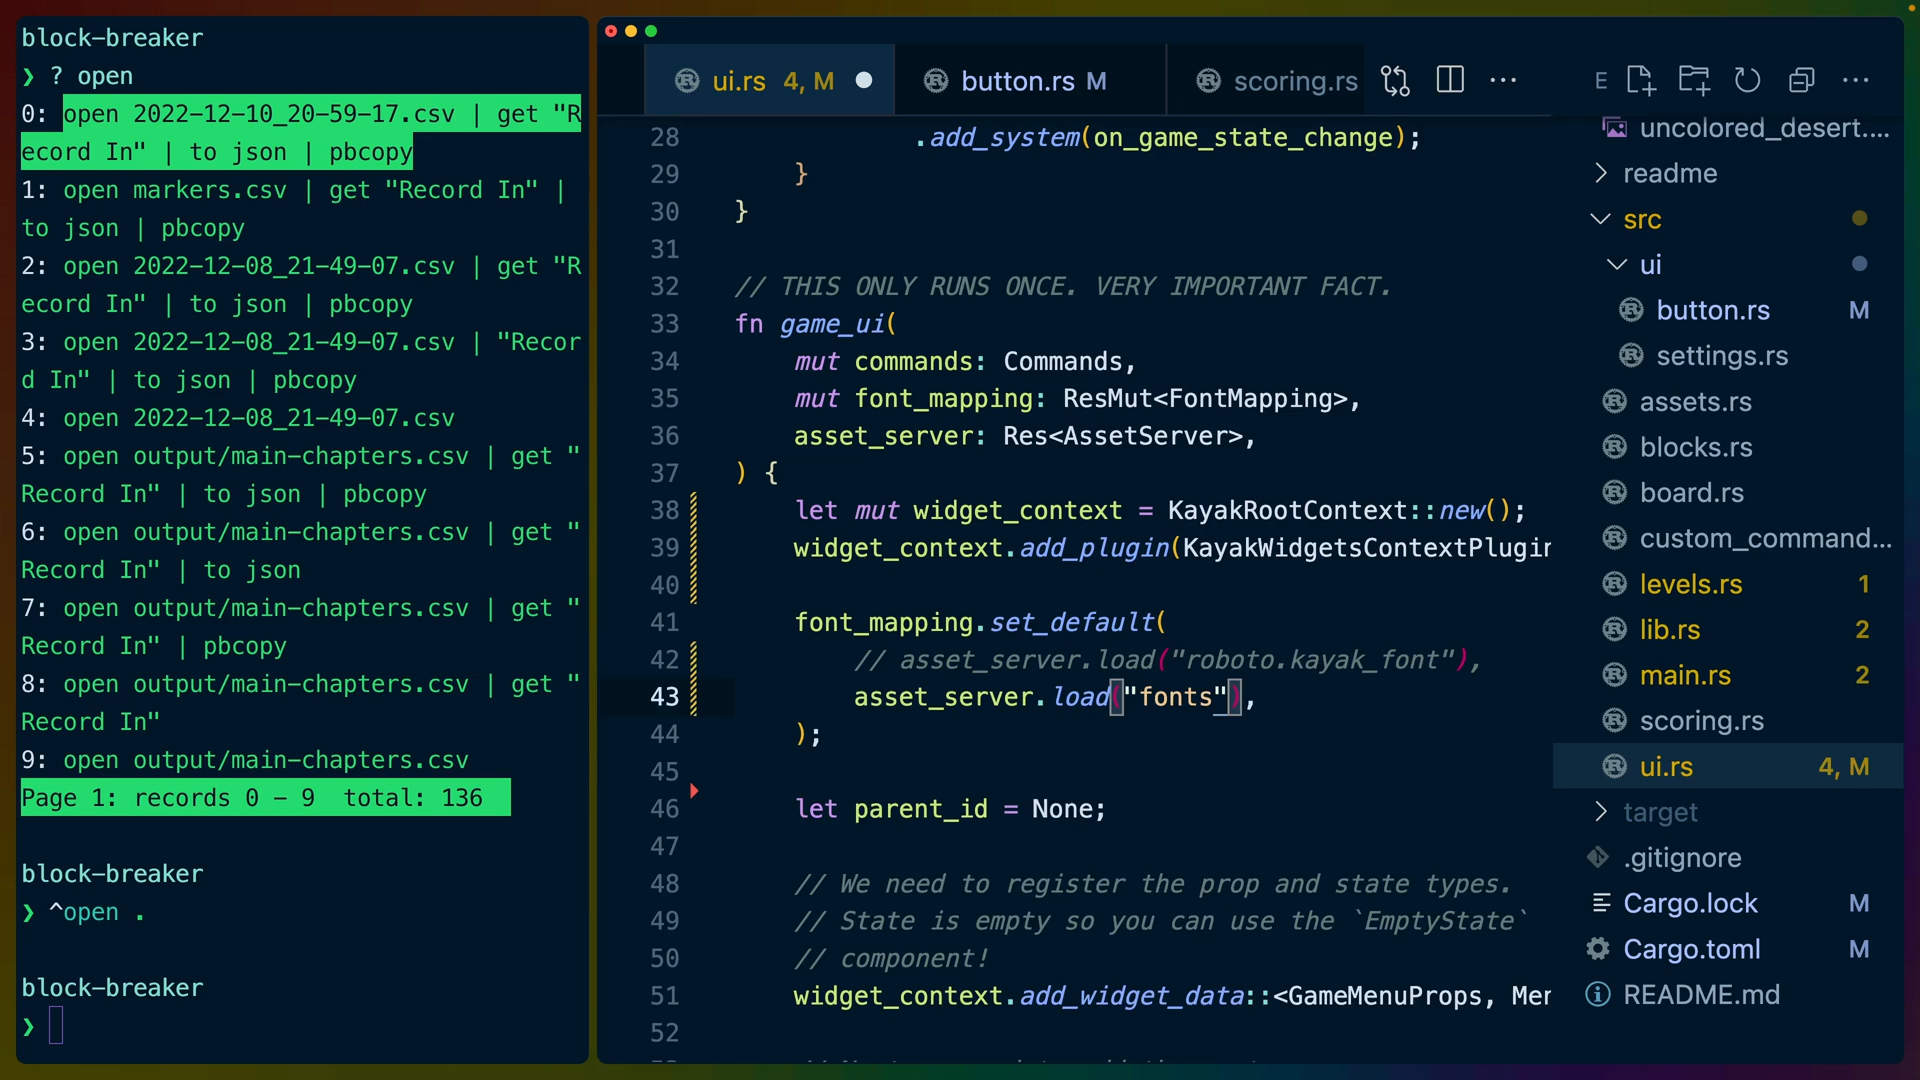 block-breaker
❯ ? open
0: open 2022-12-10_20-59-17.csv | get "R
ecord In" | to json | pbcopy
1: open markers.csv | get "Record In" |
to json | pbcopy
2: open 2022-12-08_21-49-07.csv | get "R
ecord In" | to json | pbcopy
3: open 2022-12-08_21-49-07.csv | "Recor
d In" | to json | pbcopy
4: open 2022-12-08_21-49-07.csv
5: open output/main-chapters.csv | get "
Record In" | to json | pbcopy
6: open output/main-chapters.csv | get "
Record In" | to json
7: open output/main-chapters.csv | get "
Record In" | pbcopy
8: open output/main-chapters.csv | get "
Record In"
9: open output/main-chapters.csv
Page 1: records 0 - 9  total: 136
block-breaker
❯ ^open .
block-breaker
❯
ui.rs 4, M
button.rs M
scoring.rs
28 .add_system(on_game_state_change);
29 }
30 }
31
32 // THIS ONLY RUNS ONCE. VERY IMPORTANT FACT.
33 fn game_ui(
34 mut commands: Commands,
35 mut font_mapping: ResMut<FontMapping>,
36 asset_server: Res<AssetServer>,
37 ) {
38 let mut widget_context = KayakRootContext::new();
39 widget_context.add_plugin(KayakWidgetsContextPlugin
40
41 font_mapping.set_default(
42 // asset_server.load("roboto.kayak_font"),
43 asset_server.load("fonts"),
44 );
45
46 let parent_id = None;
47
48 // We need to register the prop and state types.
49 // State is empty so you can use the `EmptyState`
50 // component!
51 widget_context.add_widget_data::<GameMenuProps, Mer
52
E
uncolored_desert....
readme
src
ui
button.rs M
settings.rs
assets.rs
blocks.rs
board.rs
custom_command...
levels.rs 1
lib.rs 2
main.rs 2
scoring.rs
ui.rs 4, M
target
.gitignore
Cargo.lock M
Cargo.toml M
README.md